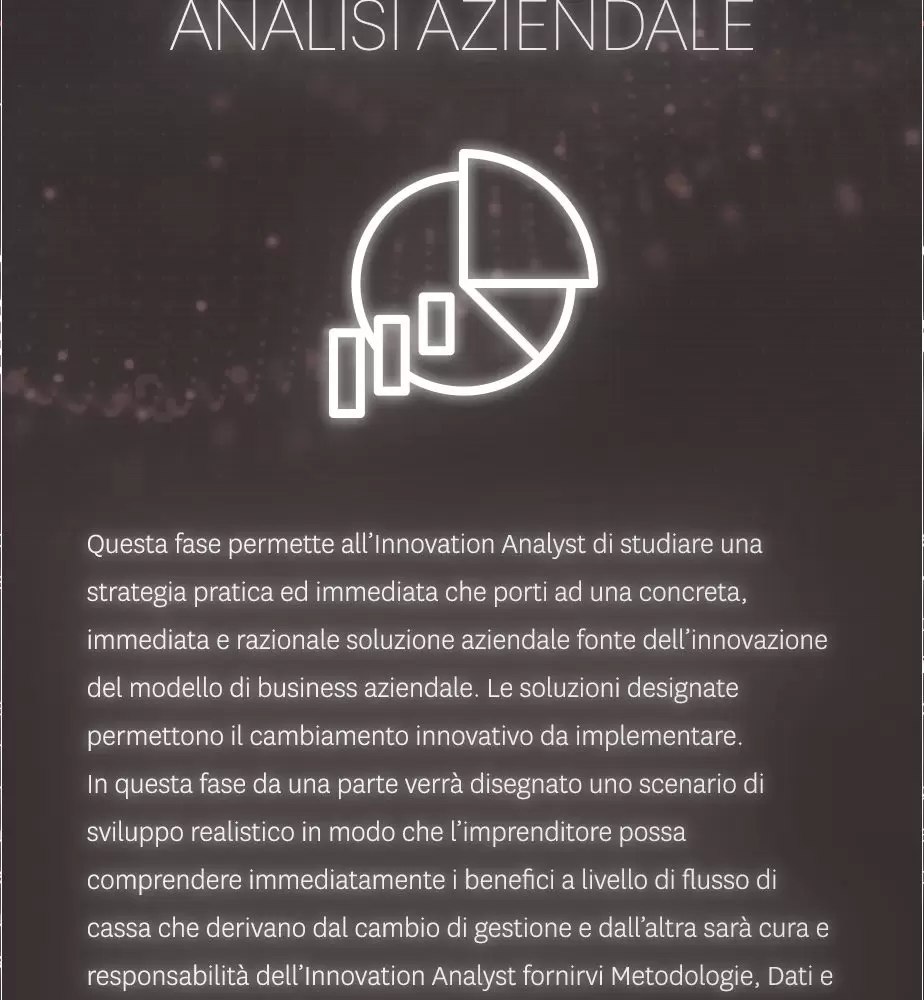 ANALISI AZIENDALE
Questa fase permette all’Innovation Analyst di studiare una
strategia pratica ed immediata che porti ad una concreta,
immediata e razionale soluzione aziendale fonte dell’innovazione
del modello di business aziendale. Le soluzioni designate
permettono il cambiamento innovativo da implementare.
In questa fase da una parte verrà disegnato uno scenario di
sviluppo realistico in modo che l’imprenditore possa
comprendere immediatamente i benefici a livello di flusso di
cassa che derivano dal cambio di gestione e dall’altra sarà cura e
responsabilità dell’Innovation Analyst fornirvi Metodologie, Dati e